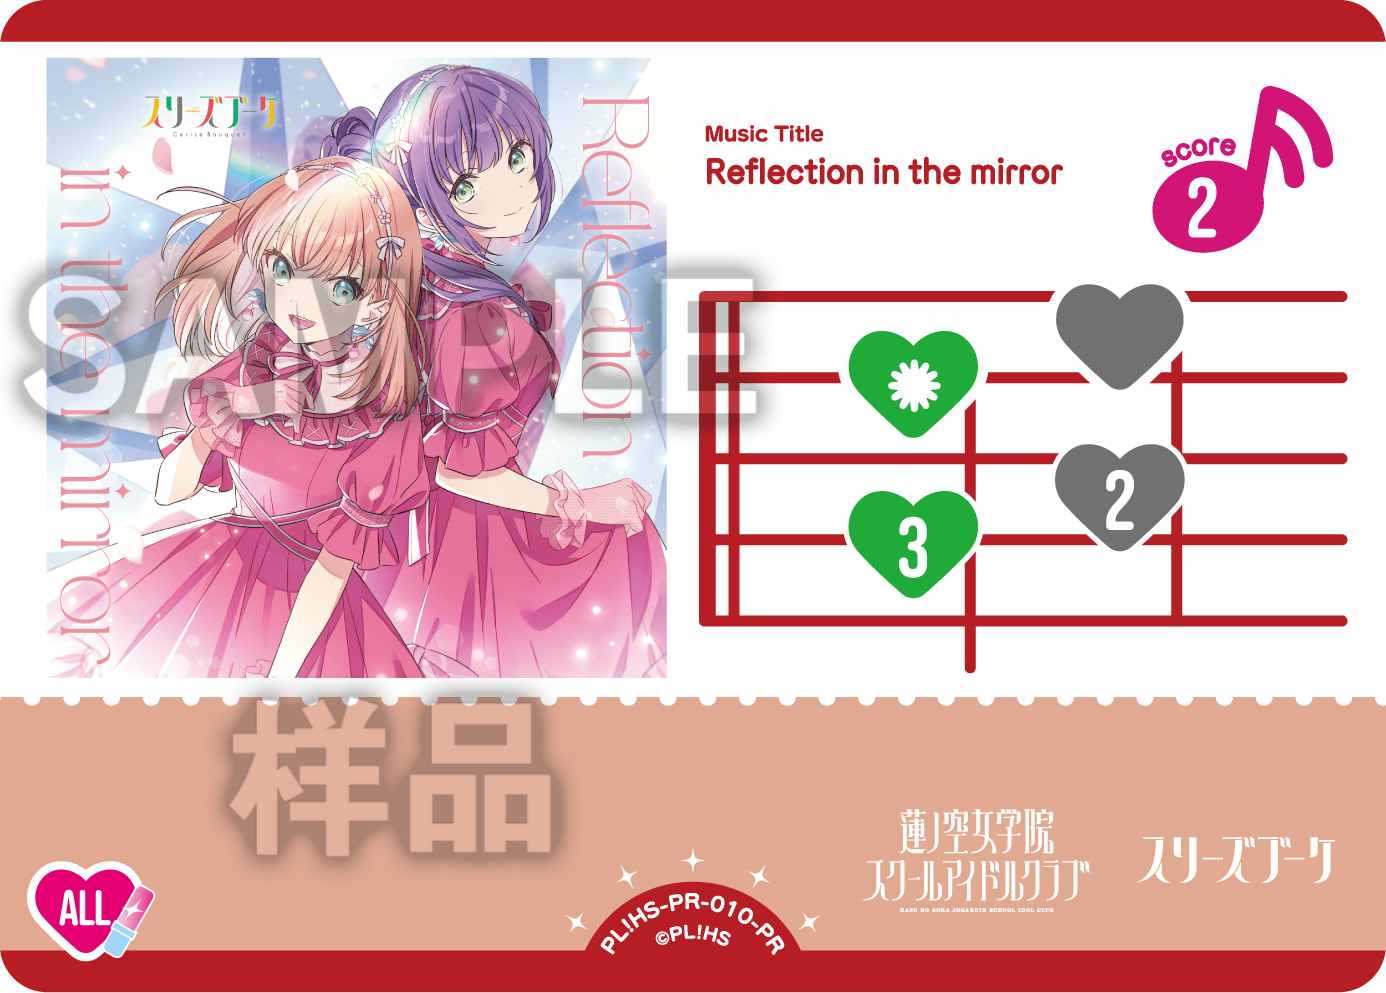 スリーズブーケ
Cerise Bouquet
Reflection
in the mirror
Music Title
Reflection in the mirror
score
2
3
2
SAMPLE
样品
蓮ノ空女学院
スクールアイドルクラブ
HASU NO SORA JOGAKUIN SCHOOL IDOL CLUB
スリーズブーケ
ALL
PL!HS-PR-010-PR
©PL!HS